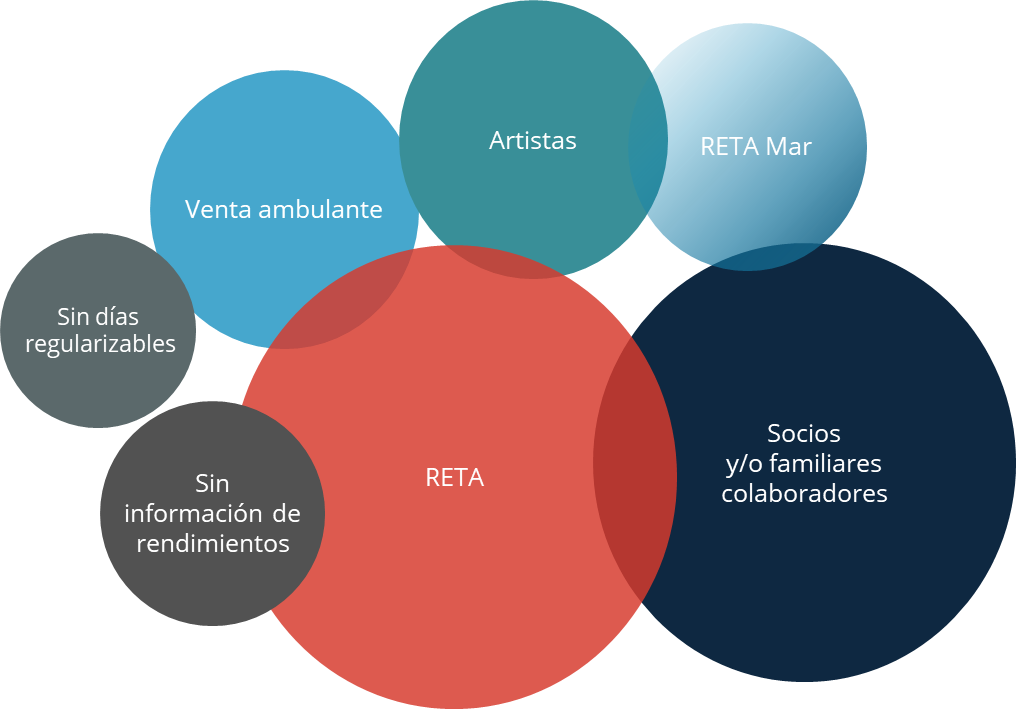 Artistas
RETA Mar
Venta ambulante
Sin días
regularizables
Socios
y/o familiares
colaboradores
RETA
Sin
información de
rendimientos